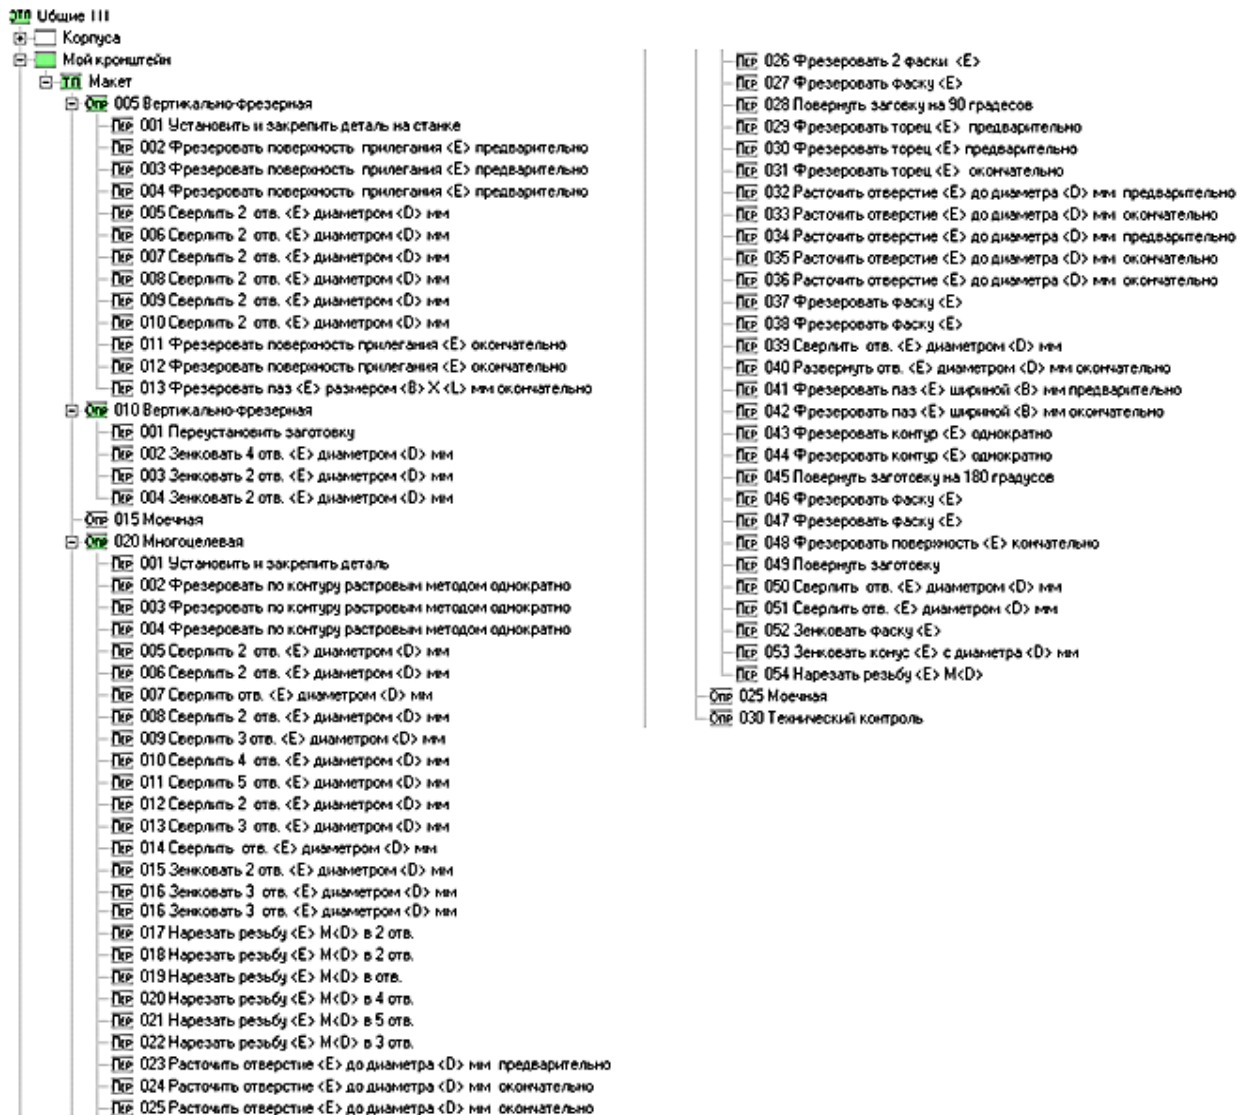 ОТП Общие ТП
Корпуса
Мой кронштейн
ТП Макет
Опр 005 Вертикально-фрезерная
Пер 001 Установить и закрепить деталь на станке
Пер 002 Фрезеровать поверхность прилегания <E> предварительно
Пер 003 Фрезеровать поверхность прилегания <E> предварительно
Пер 004 Фрезеровать поверхность прилегания <E> предварительно
Пер 005 Сверлить 2 отв. <E> диаметром <D> мм
Пер 006 Сверлить 2 отв. <E> диаметром <D> мм
Пер 007 Сверлить 2 отв. <E> диаметром <D> мм
Пер 008 Сверлить 2 отв. <E> диаметром <D> мм
Пер 009 Сверлить 2 отв. <E> диаметром <D> мм
Пер 010 Сверлить 2 отв. <E> диаметром <D> мм
Пер 011 Фрезеровать поверхность прилегания <E> окончательно
Пер 012 Фрезеровать поверхность прилегания <E> окончательно
Пер 013 Фрезеровать паз <E> размером <B> X <L> мм окончательно
Опр 010 Вертикально-фрезерная
Пер 001 Переустановить заготовку
Пер 002 Зенковать 4 отв. <E> диаметром <D> мм
Пер 003 Зенковать 2 отв. <E> диаметром <D> мм
Пер 004 Зенковать 2 отв. <E> диаметром <D> мм
Опр 015 Моечная
Опр 020 Многоцелевая
Пер 001 Установить и закрепить деталь
Пер 002 Фрезеровать по контуру растровым методом однократно
Пер 003 Фрезеровать по контуру растровым методом однократно
Пер 004 Фрезеровать по контуру растровым методом однократно
Пер 005 Сверлить 2 отв. <E> диаметром <D> мм
Пер 006 Сверлить 2 отв. <E> диаметром <D> мм
Пер 007 Сверлить отв. <E> диаметром <D> мм
Пер 008 Сверлить 2 отв. <E> диаметром <D> мм
Пер 009 Сверлить 3 отв. <E> диаметром <D> мм
Пер 010 Сверлить 4 отв. <E> диаметром <D> мм
Пер 011 Сверлить 5 отв. <E> диаметром <D> мм
Пер 012 Сверлить 2 отв. <E> диаметром <D> мм
Пер 013 Сверлить 3 отв. <E> диаметром <D> мм
Пер 014 Сверлить отв. <E> диаметром <D> мм
Пер 015 Зенковать 2 отв. <E> диаметром <D> мм
Пер 016 Зенковать 3 отв. <E> диаметром <D> мм
Пер 016 Зенковать 3 отв. <E> диаметром <D> мм
Пер 017 Нарезать резьбу <E> M<D> в 2 отв.
Пер 018 Нарезать резьбу <E> M<D> в 2 отв.
Пер 019 Нарезать резьбу <E> M<D> в отв.
Пер 020 Нарезать резьбу <E> M<D> в 4 отв.
Пер 021 Нарезать резьбу <E> M<D> в 5 отв.
Пер 022 Нарезать резьбу <E> M<D> в 3 отв.
Пер 023 Расточить отверстие <E> до диаметра <D> мм предварительно
Пер 024 Расточить отверстие <E> до диаметра <D> мм окончательно
Пер 025 Расточить отверстие <E> до диаметра <D> мм окончательно
Пер 026 Фрезеровать 2 фаски <E>
Пер 027 Фрезеровать фаску <E>
Пер 028 Повернуть заговку на 90 градесов
Пер 029 Фрезеровать торец <E> предварительно
Пер 030 Фрезеровать торец <E> предварительно
Пер 031 Фрезеровать торец <E> окончательно
Пер 032 Расточить отверстие <E> до диаметра <D> мм предварительно
Пер 033 Расточить отверстие <E> до диаметра <D> мм окончательно
Пер 034 Расточить отверстие <E> до диаметра <D> мм предварительно
Пер 035 Расточить отверстие <E> до диаметра <D> мм окончательно
Пер 036 Расточить отверстие <E> до диаметра <D> мм окончательно
Пер 037 Фрезеровать фаску <E>
Пер 038 Фрезеровать фаску <E>
Пер 039 Сверлить отв. <E> диаметром <D> мм
Пер 040 Развернуть отв. <E> диаметром <D> мм окончательно
Пер 041 Фрезеровать паз <E> шириной <B> мм предварительно
Пер 042 Фрезеровать паз <E> шириной <B> мм окончательно
Пер 043 Фрезеровать контур <E> однократно
Пер 044 Фрезеровать контур <E> однократно
Пер 045 Повернуть заготовку на 180 градусов
Пер 046 Фрезеровать фаску <E>
Пер 047 Фрезеровать фаску <E>
Пер 048 Фрезеровать поверхность <E> кончательно
Пер 049 Повернуть заготовку
Пер 050 Сверлить отв. <E> диаметром <D> мм
Пер 051 Сверлить отв. <E> диаметром <D> мм
Пер 052 Зенковать фаску <E>
Пер 053 Зенковать конус <E> с диаметра <D> мм
Пер 054 Нарезать резьбу <E> M<D>
Опр 025 Моечная
Опр 030 Технический контроль